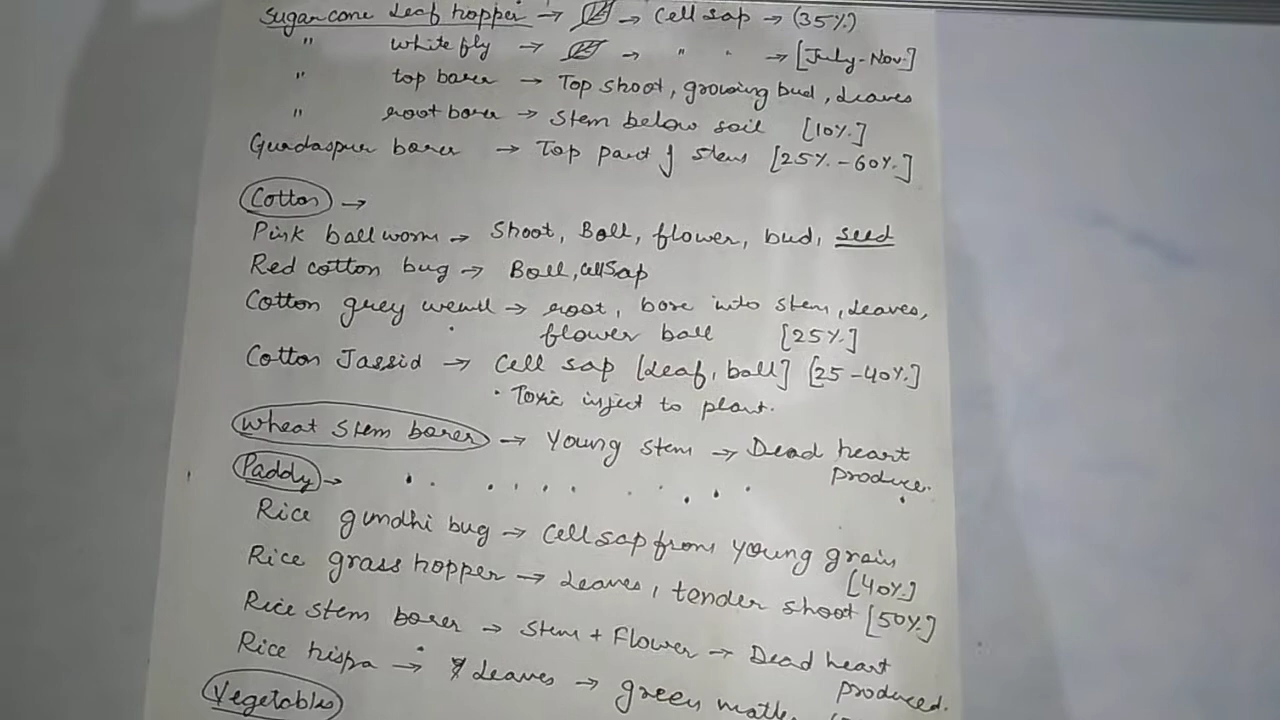 Sugarcane Leaf hopper → → Cell sap → (35%)
" white fly → → " " → [July-Nov.]
" top borer → Top shoot, growing bud, Leaves
" root borer → Stem below soil [10%]
Gurdaspur borer → Top part of stem [25% - 60%]
Cotton →
Pink ballworm → Shoot, Boll, flower, bud, seed
Red cotton bug → Boll, cell sap
Cotton grey weevil → root, bore into stem, Leaves,
flower ball [25%]
Cotton Jassid → Cell sap [Leaf, ball] [25-40%]
• Toxic inject to plant.
Wheat Stem borer → Young stem → Dead heart
produce.
Paddy →
Rice gundhi bug → Cell sap from young grain
[40%]
Rice grass hopper → Leaves, tender shoot [50%]
Rice stem borer → Stem + Flower → Dead heart
produced.
Rice hispa → Leaves → green matter
Vegetables